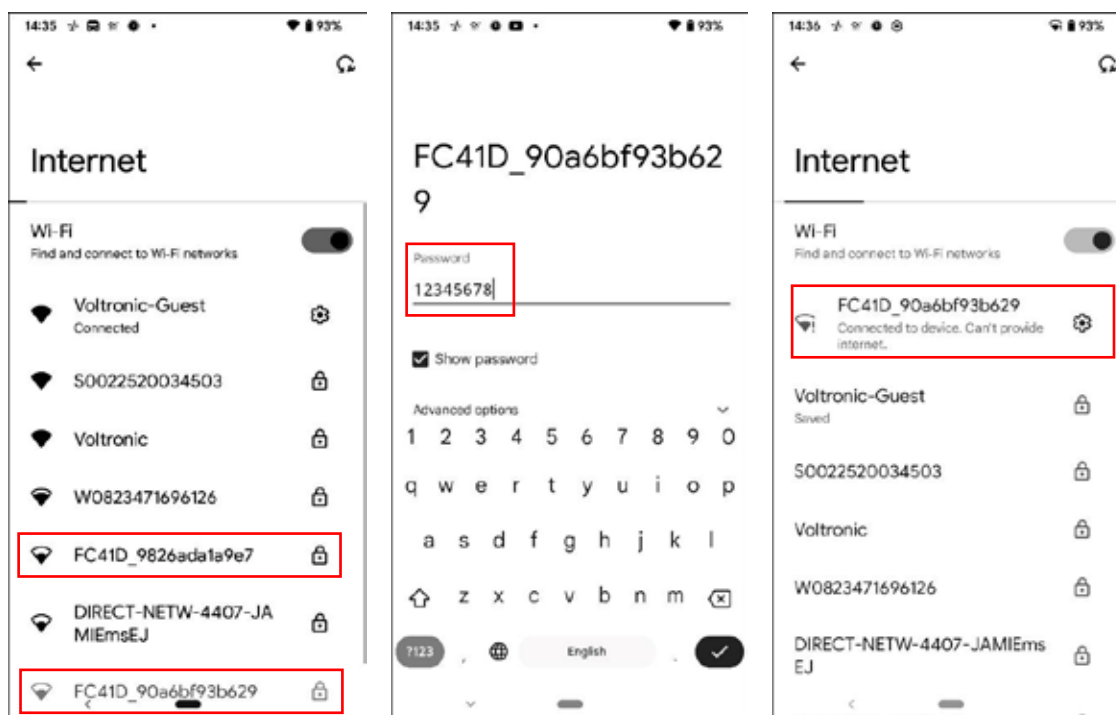 14:35
93%
Internet
Wi-Fi
Find and connect to Wi-Fi networks
Voltronic-Guest
Connected
S0022520034503
Voltronic
W0823471696126
FC41D_9826ada1a9e7
DIRECT-NETW-4407-JA
MIEmsEJ
FC41D_90a6bf93b629
14:35
93%
FC41D_90a6bf93b62
9
Password
12345678
Show password
Advanced options
1 2 3 4 5 6 7 8 9 0
q w e r t y u i o p
a s d f g h j k l
z x c v b n m
?123 , English .
14:36
93%
Internet
Wi-Fi
Find and connect to Wi-Fi networks
FC41D_90a6bf93b629
Connected to device. Can't provide
internet.
Voltronic-Guest
Saved
S0022520034503
Voltronic
W0823471696126
DIRECT-NETW-4407-JAMIEms
EJ